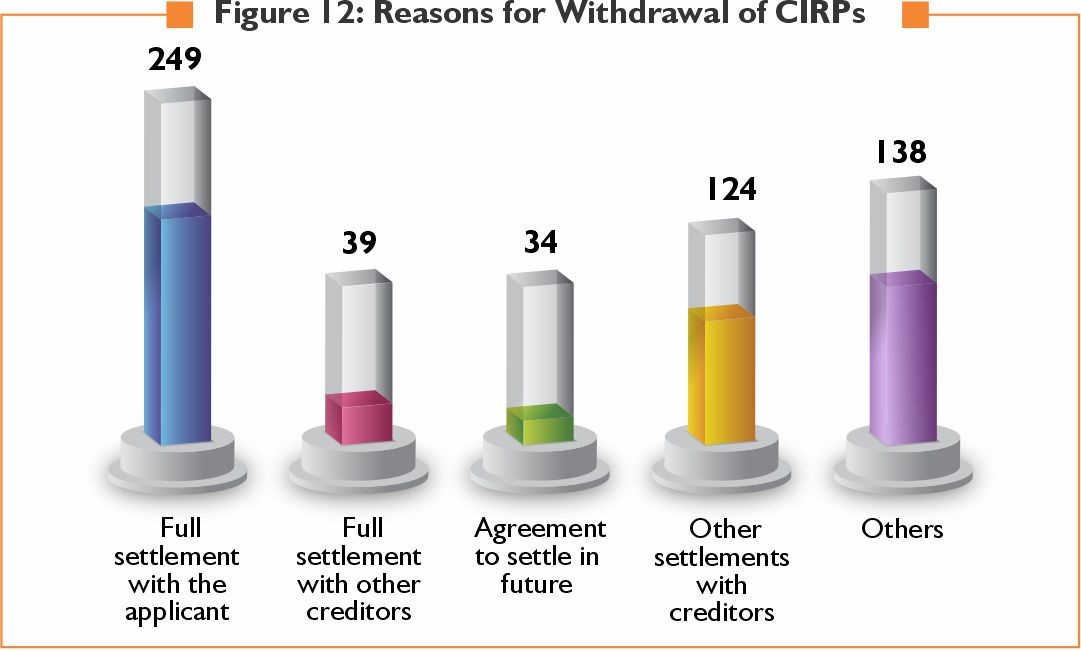 Figure 12: Reasons for Withdrawal of CIRPs
249
39
34
124
138
Full
settlement
with the
applicant
Full
settlement
with other
creditors
Agreement
to settle in
future
Other
settlements
with
creditors
Others